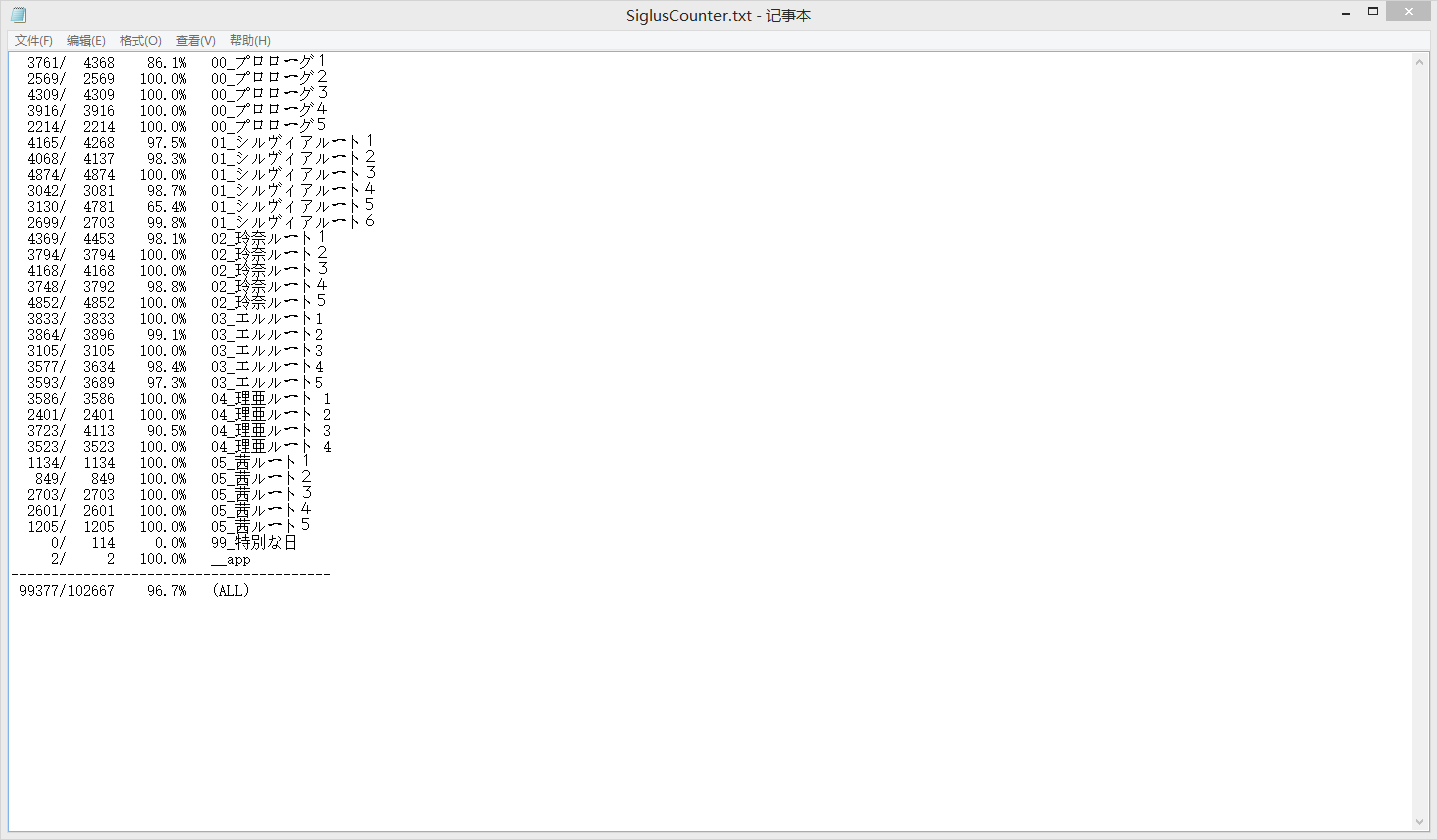 SiglusCounter.txt - 记事本
文件(F) 编辑(E) 格式(O) 查看(V) 帮助(H)
3761/ 4368 86.1% 00_プロローグ１
2569/ 2569 100.0% 00_プロローグ２
4309/ 4309 100.0% 00_プロローグ３
3916/ 3916 100.0% 00_プロローグ４
2214/ 2214 100.0% 00_プロローグ５
4165/ 4268 97.5% 01_シルヴィアルート１
4068/ 4137 98.3% 01_シルヴィアルート２
4874/ 4874 100.0% 01_シルヴィアルート３
3042/ 3081 98.7% 01_シルヴィアルート４
3130/ 4781 65.4% 01_シルヴィアルート５
2699/ 2703 99.8% 01_シルヴィアルート６
4369/ 4453 98.1% 02_玲奈ルート１
3794/ 3794 100.0% 02_玲奈ルート２
4168/ 4168 100.0% 02_玲奈ルート３
3748/ 3792 98.8% 02_玲奈ルート４
4852/ 4852 100.0% 02_玲奈ルート５
3833/ 3833 100.0% 03_エルルート1
3864/ 3896 99.1% 03_エルルート2
3105/ 3105 100.0% 03_エルルート3
3577/ 3634 98.4% 03_エルルート4
3593/ 3689 97.3% 03_エルルート5
3586/ 3586 100.0% 04_理亜ルート 1
2401/ 2401 100.0% 04_理亜ルート 2
3723/ 4113 90.5% 04_理亜ルート 3
3523/ 3523 100.0% 04_理亜ルート 4
1134/ 1134 100.0% 05_茜ルート１
849/ 849 100.0% 05_茜ルート２
2703/ 2703 100.0% 05_茜ルート３
2601/ 2601 100.0% 05_茜ルート４
1205/ 1205 100.0% 05_茜ルート５
0/ 114 0.0% 99_特別な日
2/ 2 100.0% __app
----------------------------------------
99377/102667 96.7% (ALL)